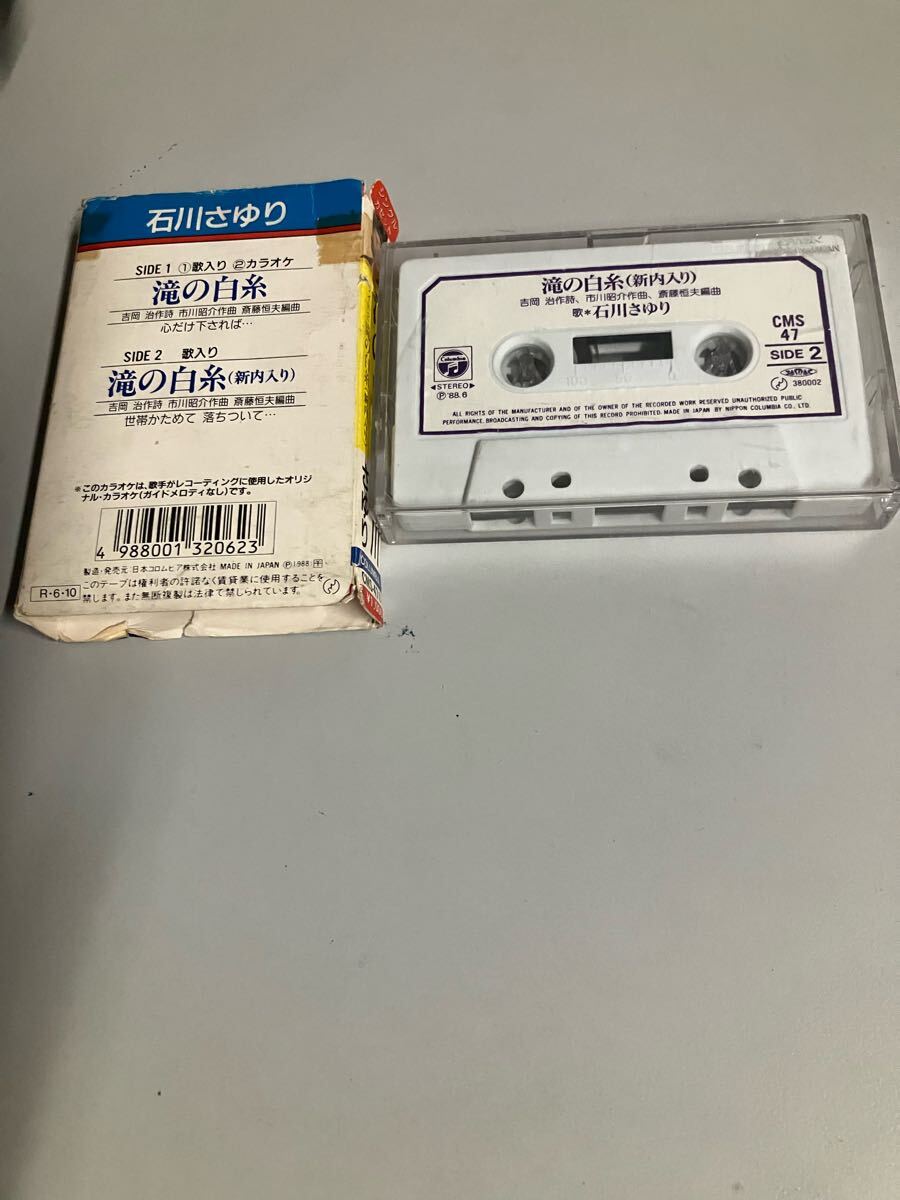 石川さゆり
SIDE 1 ①歌入り ②カラオケ
滝の白糸
吉岡 治作詩 市川昭介作曲 斎藤恒夫編曲
心だけ下されば…
SIDE 2 歌入り
滝の白糸(新内入り)
吉岡 治作詩 市川昭介作曲 斎藤恒夫編曲
世帯かためて 落ちついて…
*このカラオケは、歌手がレコーディングに使用したオリジ
ナル・カラオケ(ガイドメロディなし)です。
4 988001 320623
製造・発売元 日本コロムビア株式会社 MADE IN JAPAN Ⓟ1988
このテープは権利者の許諾なく賃貸業に使用することを
禁じます。また無断複製は法律で禁じられています。
R-6-10
滝の白糸(新内入り)
吉岡 治作詩、市川昭介作曲、斎藤恒夫編曲
歌*石川さゆり
CMS
47
SIDE 2
380002
Columbia
◀STEREO▶
Ⓟ'88.6
ALL RIGHTS OF THE MANUFACTURER AND OF THE OWNER OF THE RECORDED WORK RESERVED UNAUTHORIZED PUBLIC
PERFORMANCE. BROADCASTING AND COPYING OF THIS RECORD PROHIBITED. MADE IN JAPAN BY NIPPON COLUMBIA CO., LTD.
100 50 0